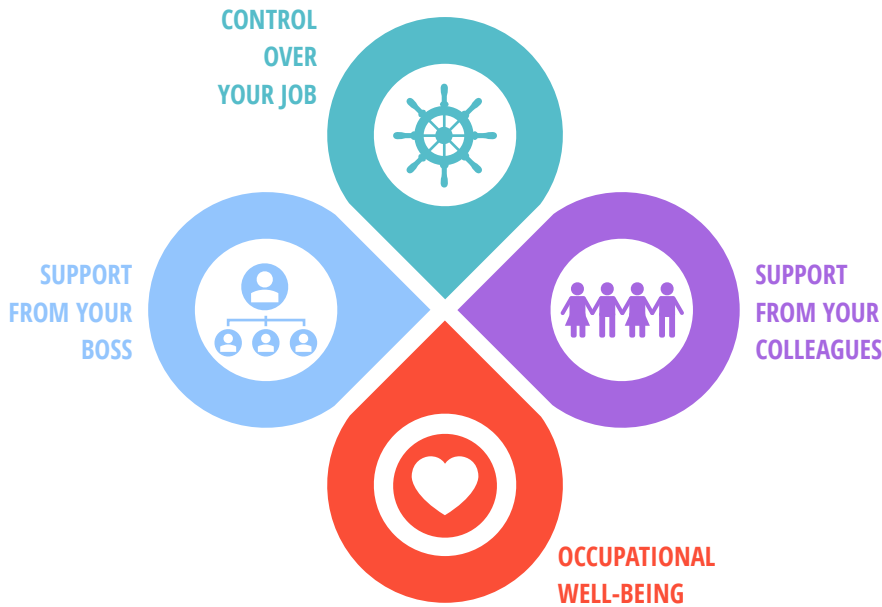 CONTROL
OVER
YOUR JOB
SUPPORT
FROM YOUR
BOSS
SUPPORT
FROM YOUR
COLLEAGUES
OCCUPATIONAL
WELL-BEING